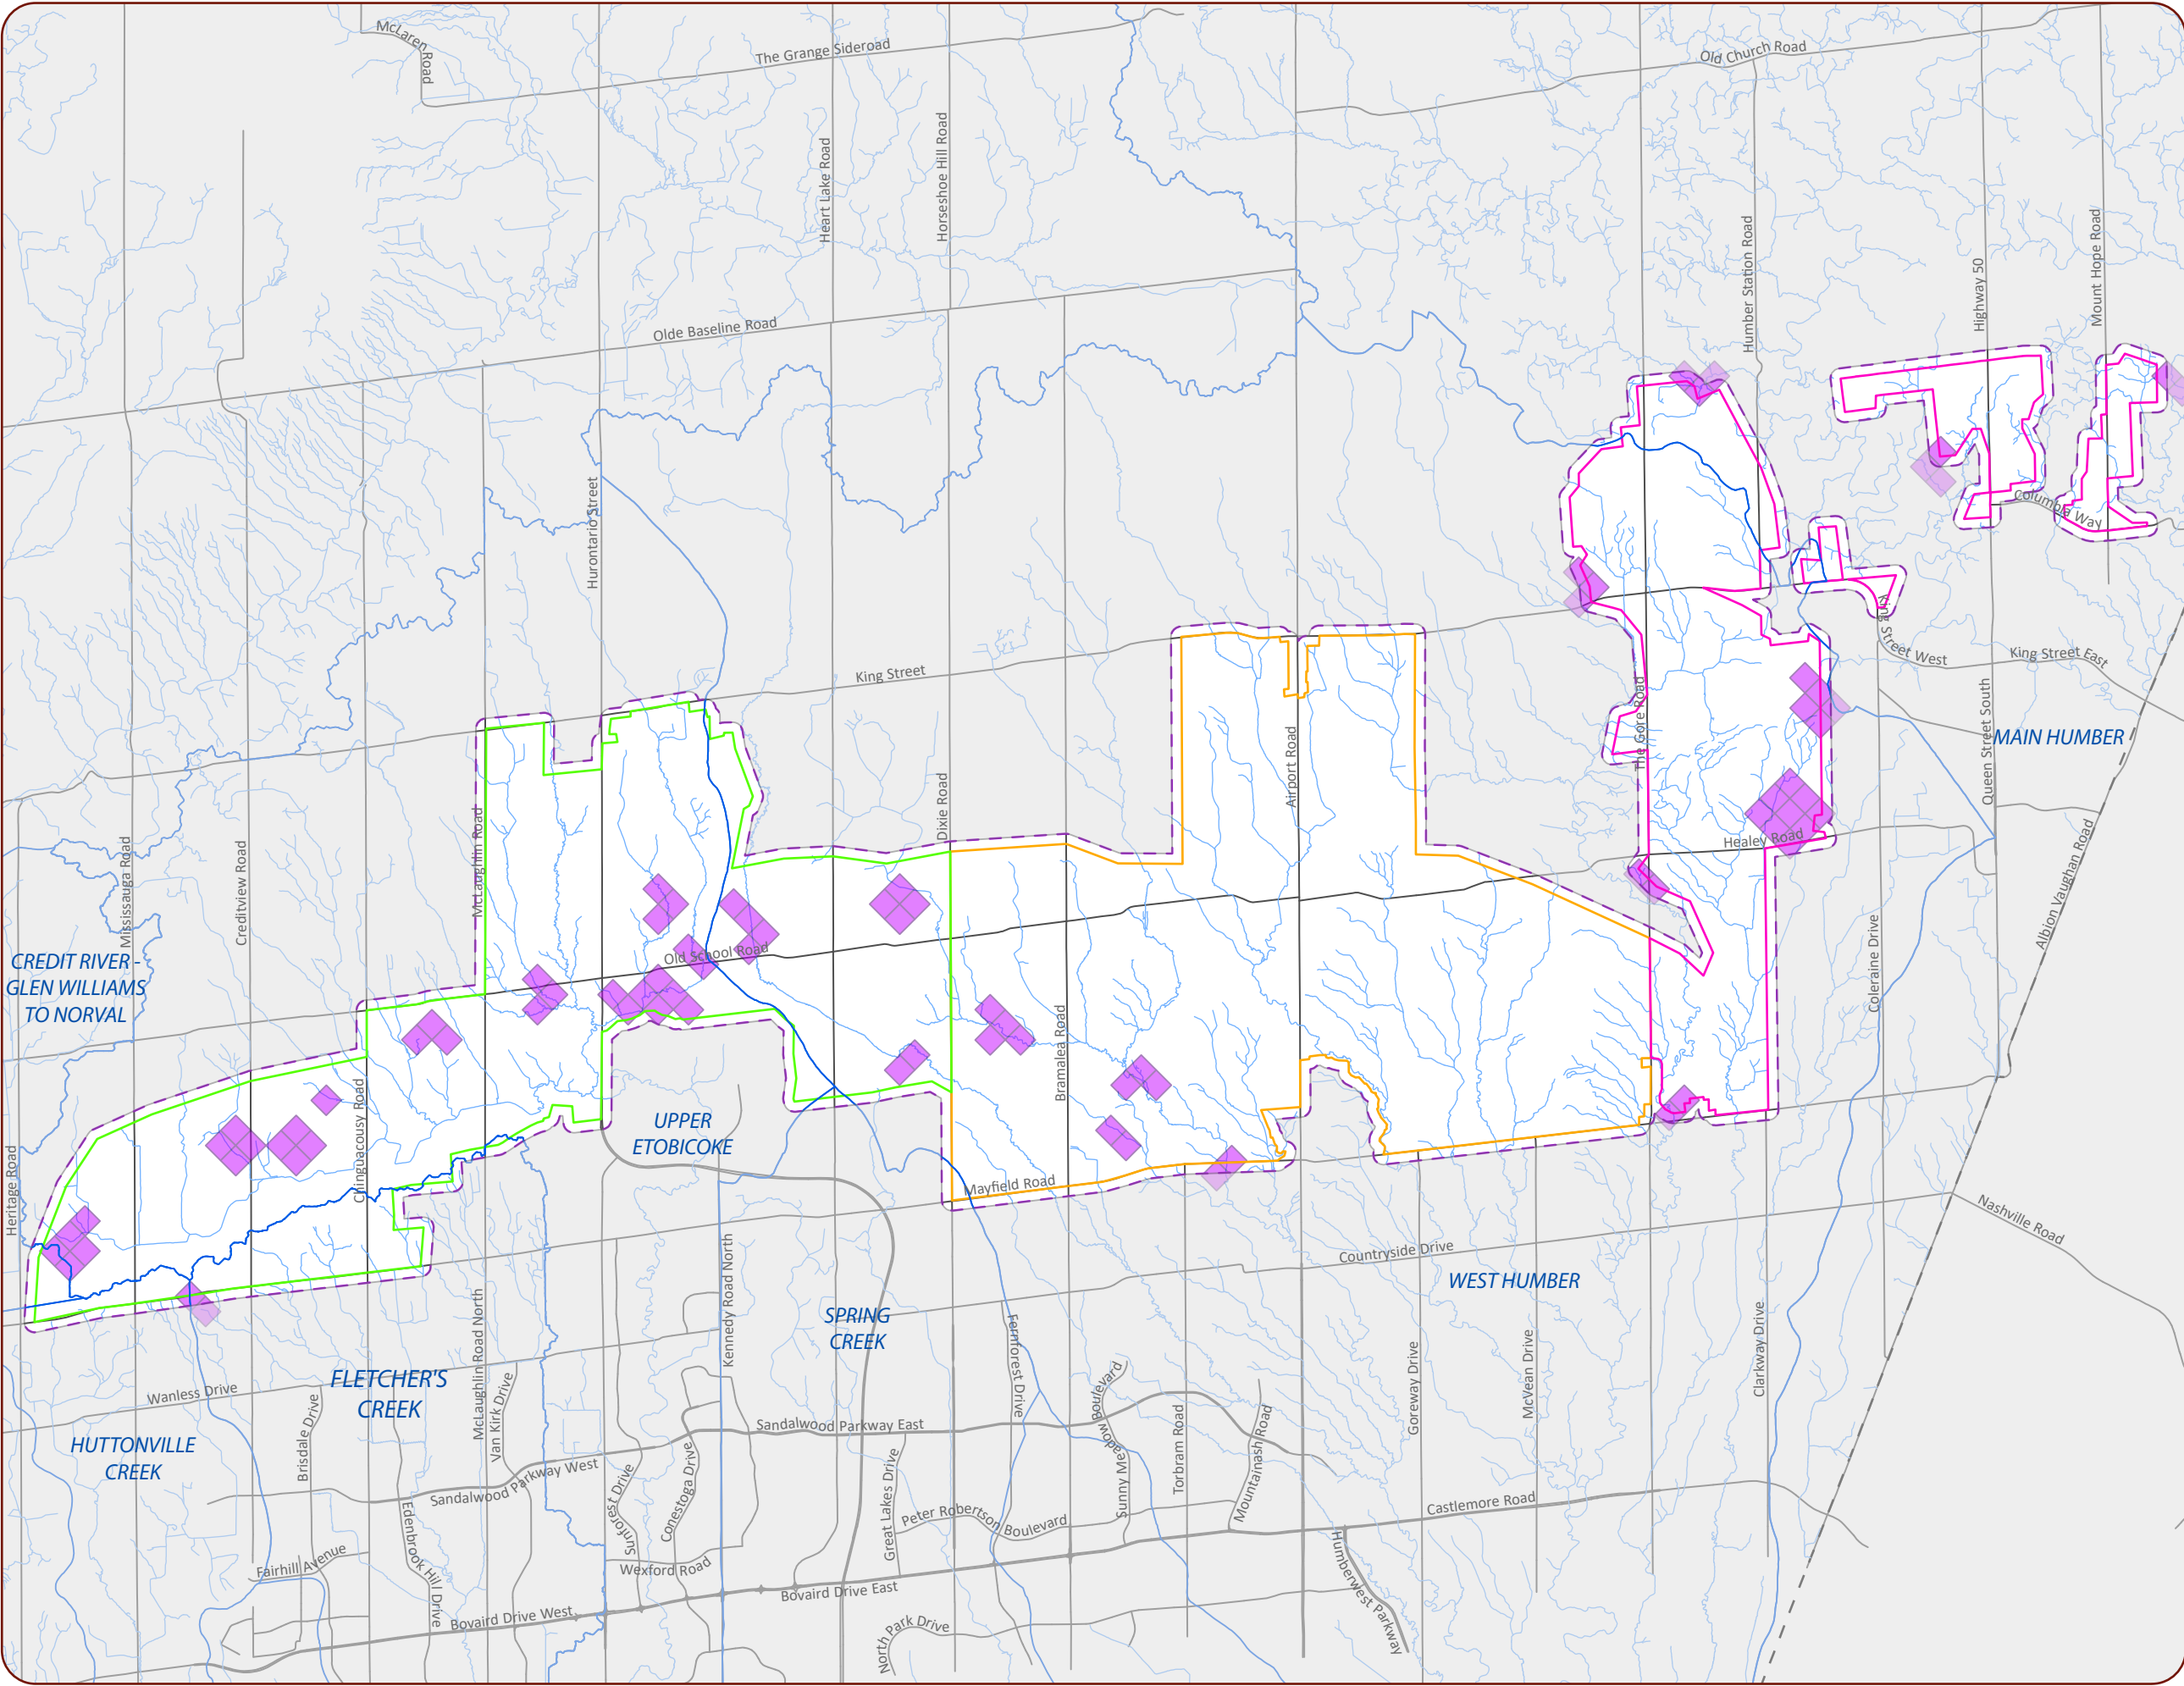 McLaren Road
The Grange Sideroad
Old Church Road
Heart Lake Road
Horseshoe Hill Road
Humber Station Road
Highway 50
Mount Hope Road
Olde Baseline Road
Hurontario Street
Columbia Way
King Street
King Street West
King Street East
The Gore Road
Airport Road
Queen Street South
MAIN HUMBER
Dixie Road
McLaughlin Road
Mississauga Road
Creditview Road
Healey Road
Albion Vaughan Road
Coleraine Drive
Old School Road
CREDIT RIVER -
GLEN WILLIAMS
TO NORVAL
Bramalea Road
Chinguacousy Road
Heritage Road
UPPER
ETOBICOKE
Mayfield Road
Nashville Road
Countryside Drive
WEST HUMBER
Kennedy Road North
SPRING
CREEK
McLaughlin Road North
Fernforest Drive
Goreway Drive
McVean Drive
Clarkway Drive
FLETCHER'S
CREEK
Wanless Drive
Van Kirk Drive
Brisdale Drive
Sunny Meadow Boulevard
Torbram Road
Mountainash Road
Sandalwood Parkway East
HUTTONVILLE
CREEK
Sandalwood Parkway West
Sunforest Drive
Conestoga Drive
Great Lakes Drive
Peter Robertson Boulevard
Castlemore Road
Edenbrook Hill Drive
Fairhill Avenue
Wexford Road
Humberwest Parkway
Bovaird Drive East
Bovaird Drive West
North Park Drive